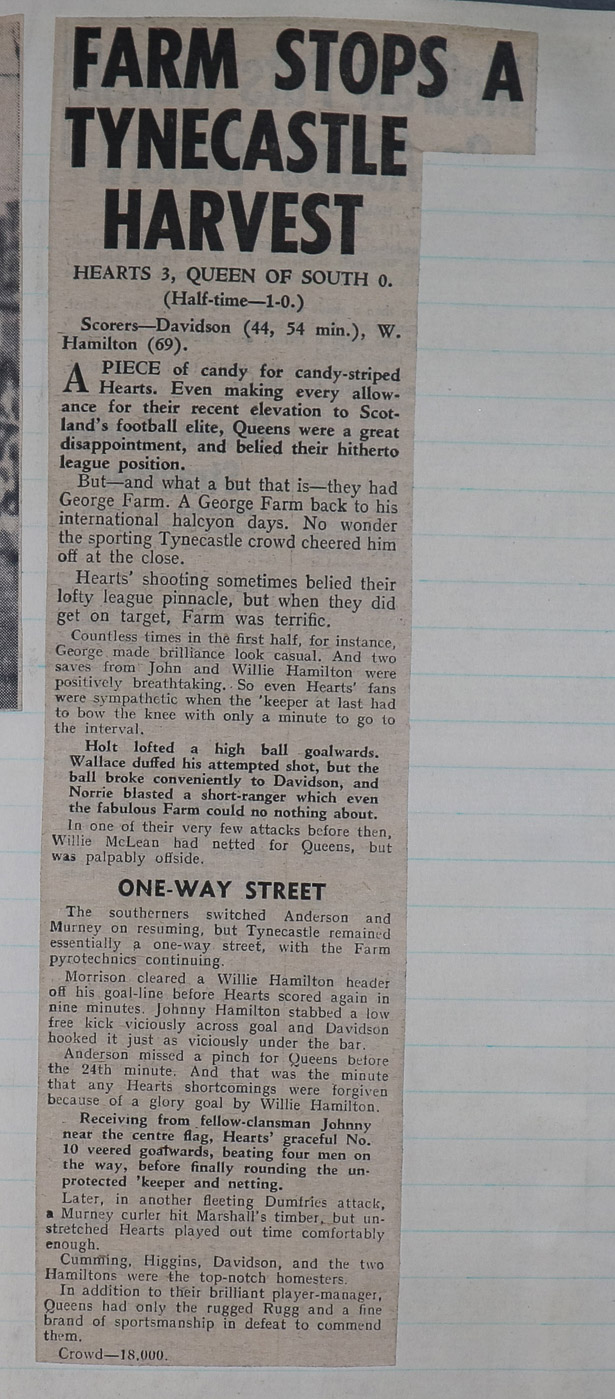 FARM STOPS A
TYNECASTLE
HARVEST
HEARTS 3, QUEEN OF SOUTH 0.
(Half-time—1-0.)
Scorers—Davidson (44, 54 min.), W.
Hamilton (69).
A PIECE of candy for candy-striped
Hearts. Even making every allow-
ance for their recent elevation to Scot-
land's football elite, Queens were a great
disappointment, and belied their hitherto
league position.
But—and what a but that is—they had
George Farm. A George Farm back to his
international halcyon days. No wonder
the sporting Tynecastle crowd cheered him
off at the close.
Hearts' shooting sometimes belied their
lofty league pinnacle, but when they did
get on target, Farm was terrific.
Countless times in the first half, for instance,
George made brilliance look casual. And two
saves from John and Willie Hamilton were
positively breathtaking. So even Hearts' fans
were sympathetic when the 'keeper at last had
to bow the knee with only a minute to go to
the interval.
Holt lofted a high ball goalwards.
Wallace duffed his attempted shot, but the
ball broke conveniently to Davidson, and
Norrie blasted a short-ranger which even
the fabulous Farm could no nothing about.
In one of their very few attacks before then,
Willie McLean had netted for Queens, but
was palpably offside.
ONE-WAY STREET
The southerners switched Anderson and
Murney on resuming, but Tynecastle remained
essentially a one-way street, with the Farm
pyrotechnics continuing.
Morrison cleared a Willie Hamilton header
off his goal-line before Hearts scored again in
nine minutes. Johnny Hamilton stabbed a low
free kick viciously across goal and Davidson
hooked it just as viciously under the bar.
Anderson missed a pinch for Queens before
the 24th minute. And that was the minute
that any Hearts shortcomings were forgiven
because of a glory goal by Willie Hamilton.
Receiving from fellow-clansman Johnny
near the centre flag, Hearts' graceful No.
10 veered goalwards, beating four men on
the way, before finally rounding the un-
protected 'keeper and netting.
Later, in another fleeting Dumfries attack,
a Murney curler hit Marshall's timber, but un-
stretched Hearts played out time comfortably
enough.
Cumming, Higgins, Davidson, and the two
Hamiltons were the top-notch homesters.
In addition to their brilliant player-manager,
Queens had only the rugged Rugg and a fine
brand of sportsmanship in defeat to commend
them.
Crowd—18,000.